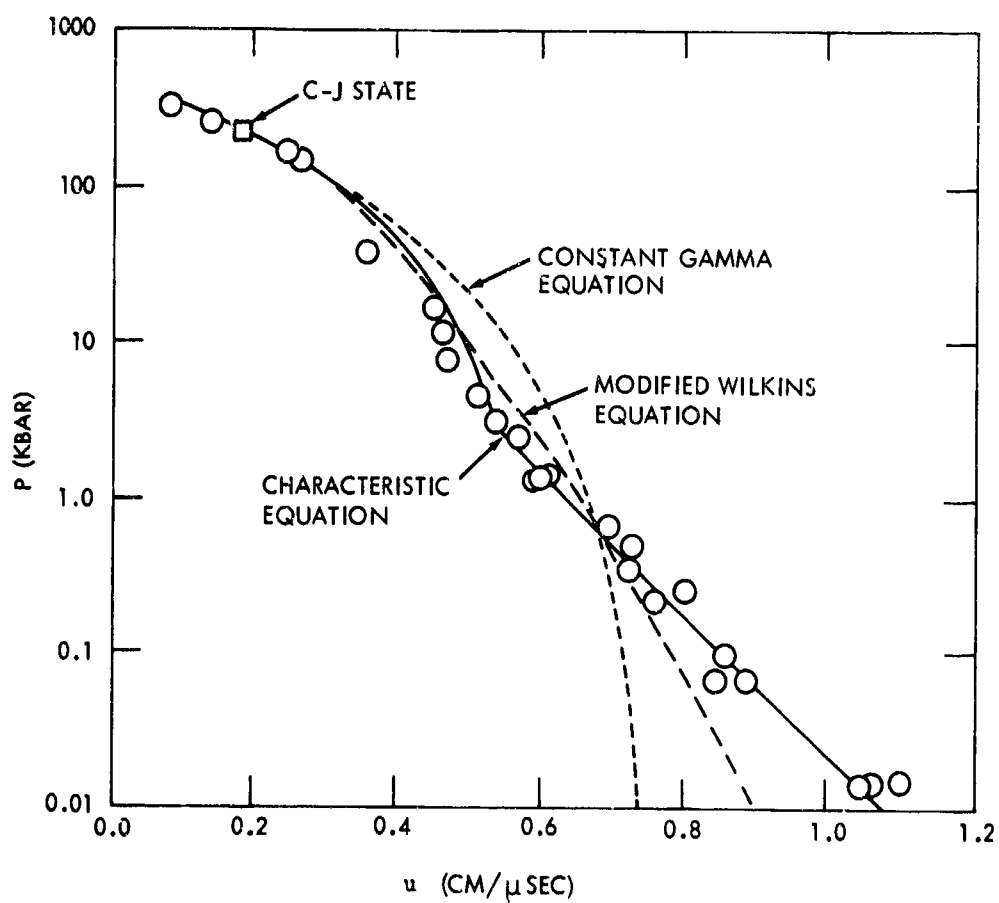 1000
C-J STATE
100
CONSTANT GAMMA
EQUATION
10
MODIFIED WILKINS
EQUATION
P (KBAR)
CHARACTERISTIC
EQUATION
1.0
0.1
0.01
0.0 0.2 0.4 0.6 0.8 1.0 1.2
u (CM/μ SEC)